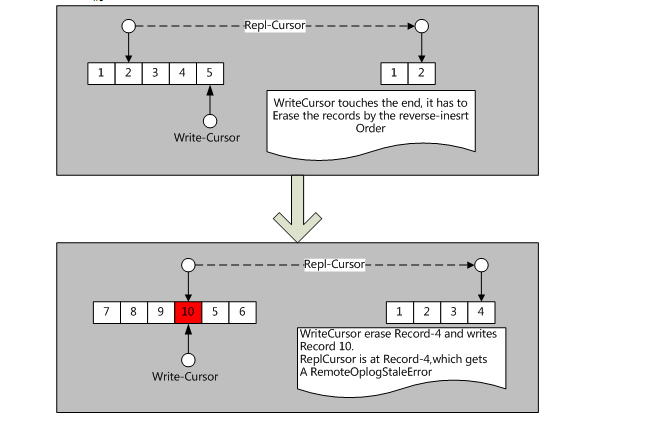 Repl-Cursor
1 2 3 4 5
1 2
Write-Cursor
WriteCursor touches the end, it has to
Erase the records by the reverse-inesrt
Order
Repl-Cursor
7 8 9 10 5 6
1 2 3 4
Write-Cursor
WriteCursor erase Record-4 and writes
Record 10.
ReplCursor is at Record-4,which gets
A RemoteOplogStaleError